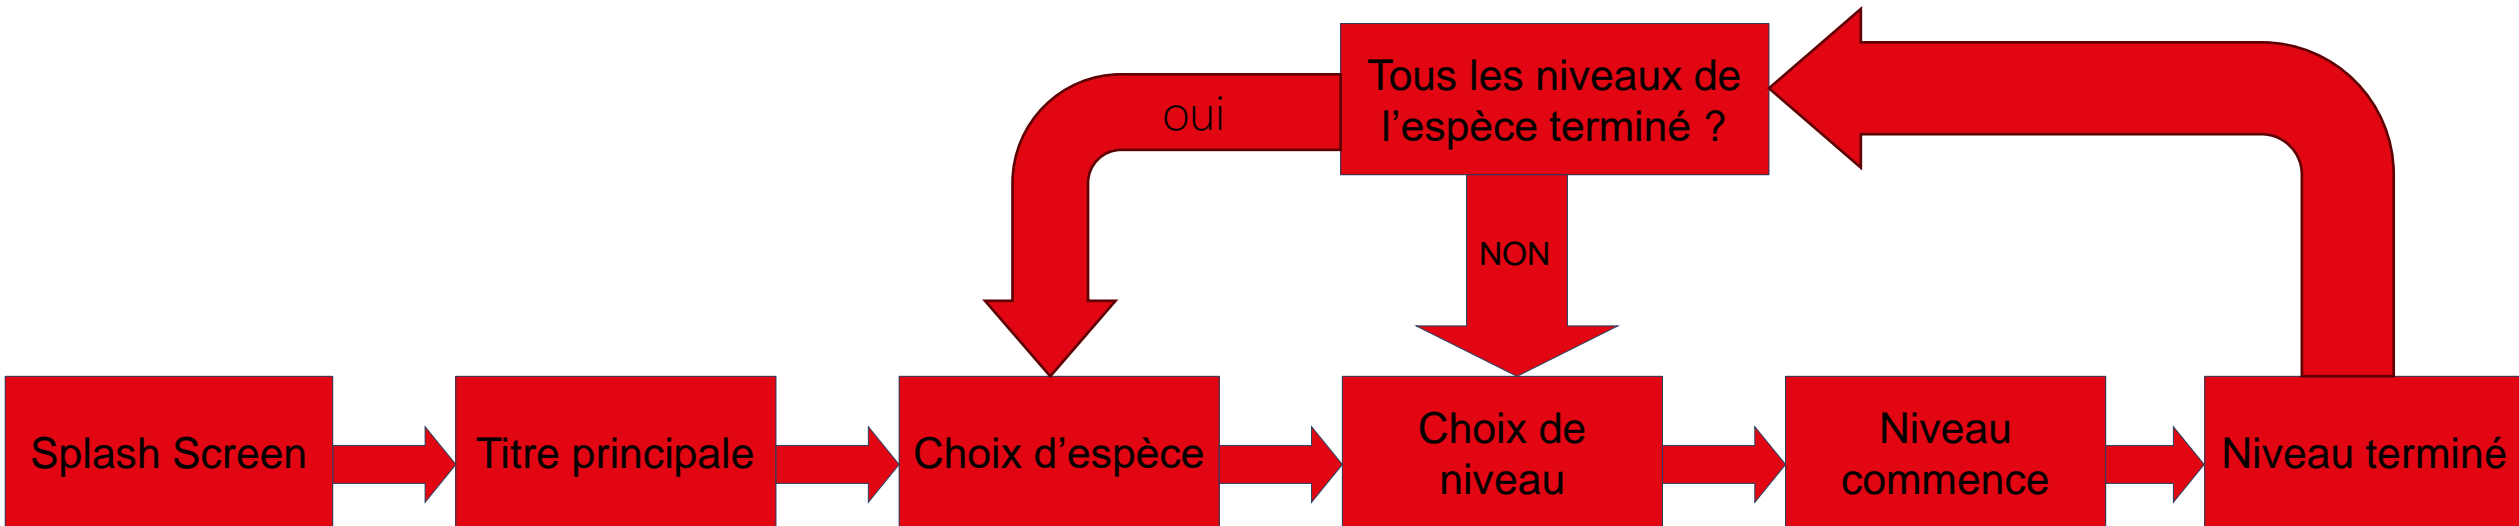 Tous les niveaux de
l’espèce terminé ?
oui
NON
Splash Screen
Titre principale
Choix d’espèce
Choix de
niveau
Niveau
commence
Niveau terminé